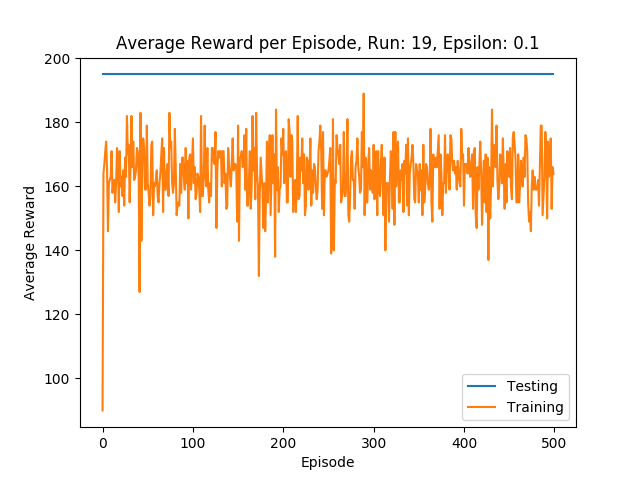 Average Reward per Episode, Run: 19, Epsilon: 0.1
200
180
160
140
120
100
Average Reward
0 100 200 300 400 500
Episode
Testing
Training